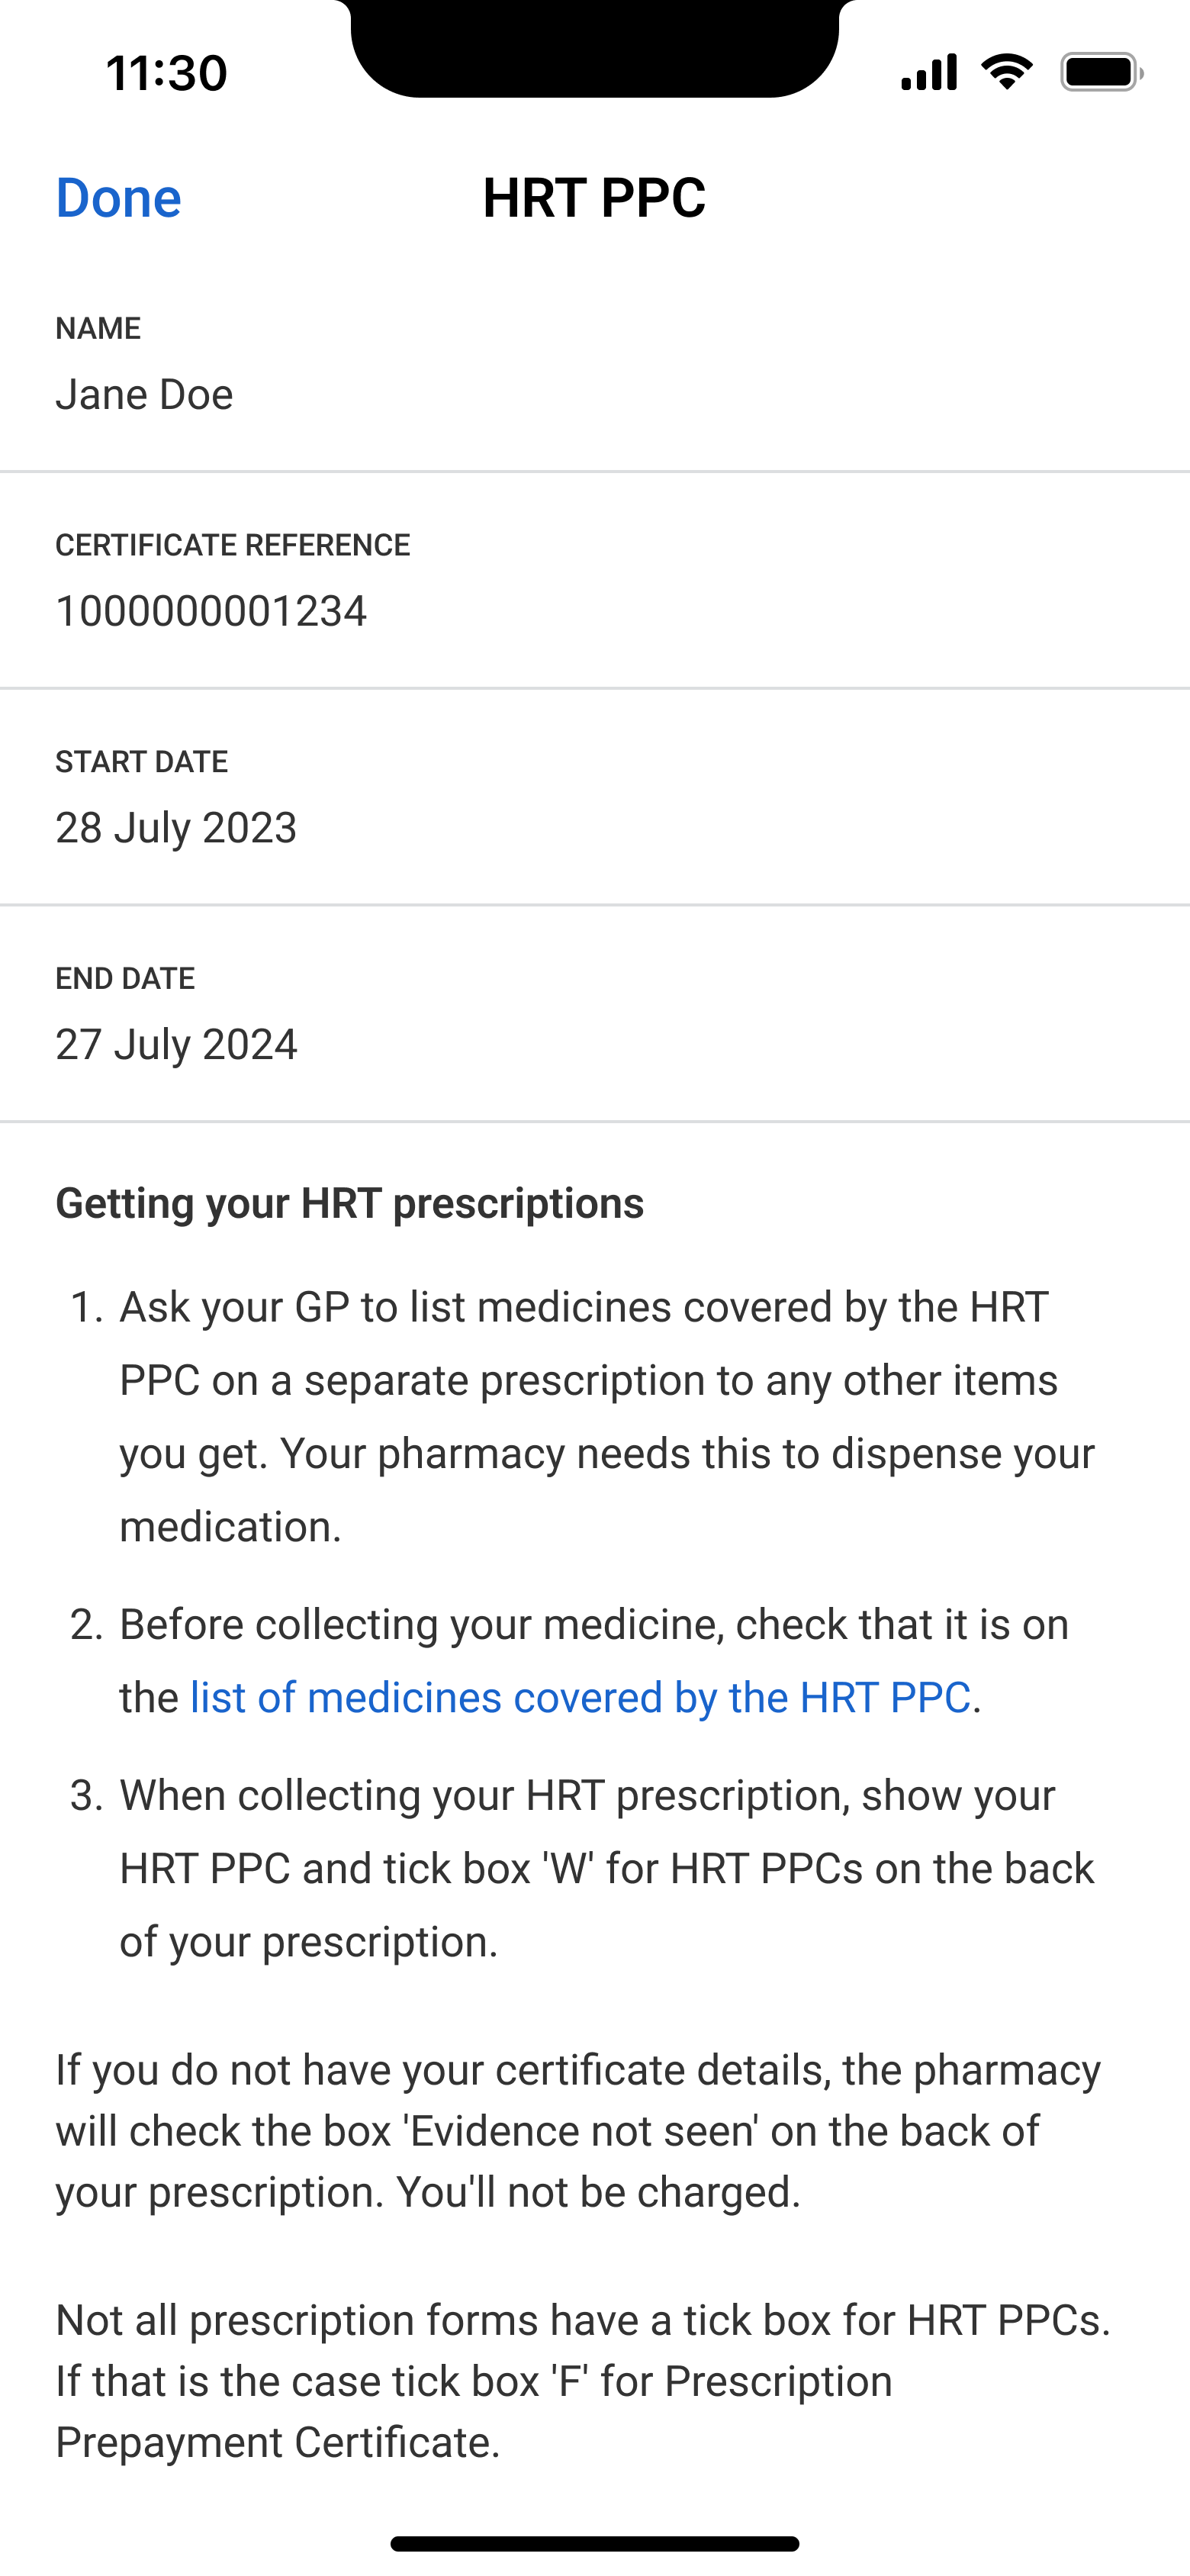 11:30
Done
HRT PPC
NAME
Jane Doe
CERTIFICATE REFERENCE
1000000001234
START DATE
28 July 2023
END DATE
27 July 2024
Getting your HRT prescriptions
1. Ask your GP to list medicines covered by the HRT
PPC on a separate prescription to any other items
you get. Your pharmacy needs this to dispense your
medication.
2. Before collecting your medicine, check that it is on
the list of medicines covered by the HRT PPC.
3. When collecting your HRT prescription, show your
HRT PPC and tick box 'W' for HRT PPCs on the back
of your prescription.
If you do not have your certificate details, the pharmacy
will check the box 'Evidence not seen' on the back of
your prescription. You'll not be charged.
Not all prescription forms have a tick box for HRT PPCs.
If that is the case tick box 'F' for Prescription
Prepayment Certificate.